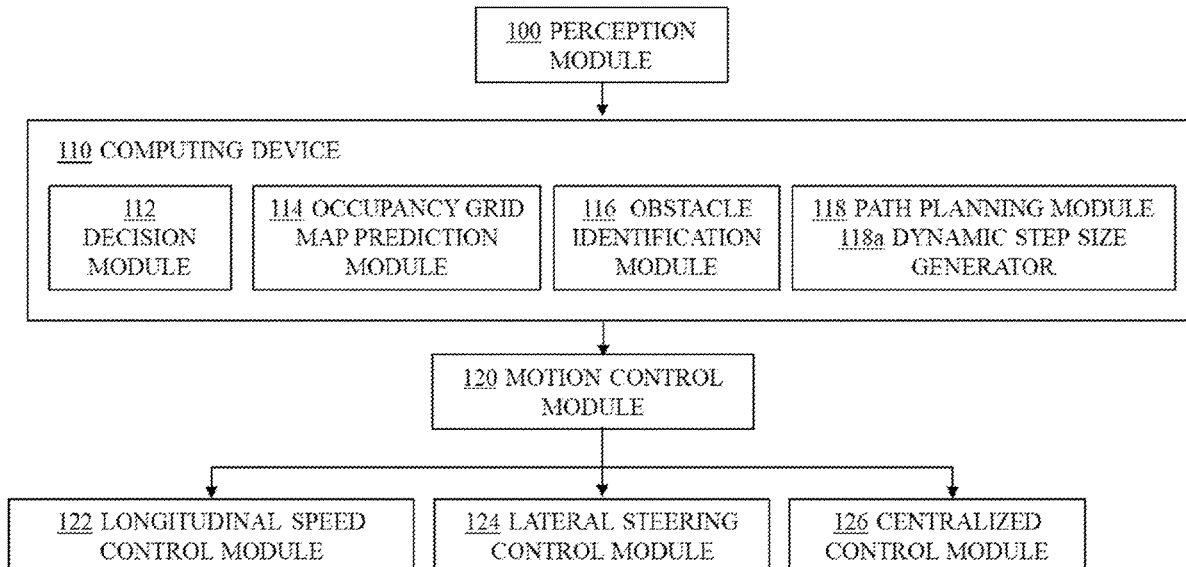 100 PERCEPTION
MODULE
110 COMPUTING DEVICE
112
DECISION
MODULE
114 OCCUPANCY GRID
MAP PREDICTION
MODULE
116 OBSTACLE
IDENTIFICATION
MODULE
118 PATH PLANNING MODULE
118a DYNAMIC STEP SIZE
GENERATOR
120 MOTION CONTROL
MODULE
122 LONGITUDINAL SPEED
CONTROL MODULE
124 LATERAL STEERING
CONTROL MODULE
126 CENTRALIZED
CONTROL MODULE